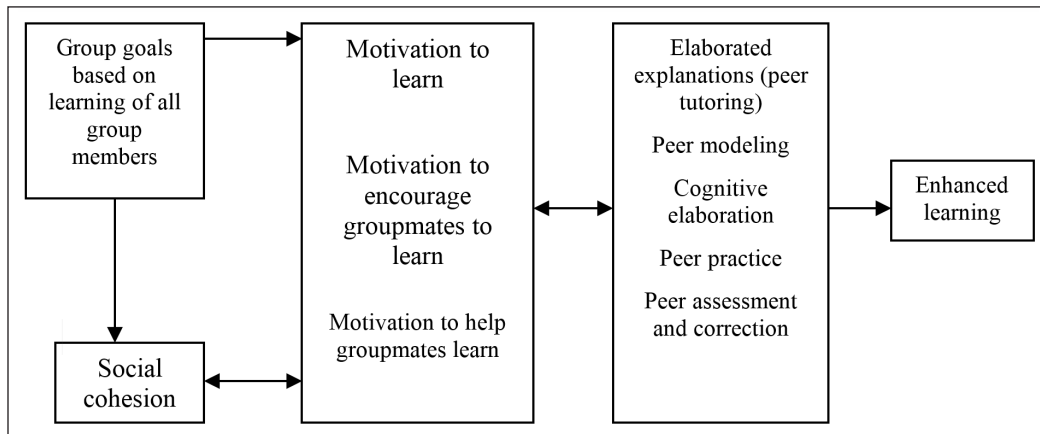 Group goals
based on
learning of all
group
members
Social
cohesion
Motivation to
learn
Motivation to
encourage
groupmates to
learn
Motivation to help
groupmates learn
Elaborated
explanations (peer
tutoring)
Peer modeling
Cognitive
elaboration
Peer practice
Peer assessment
and correction
Enhanced
learning